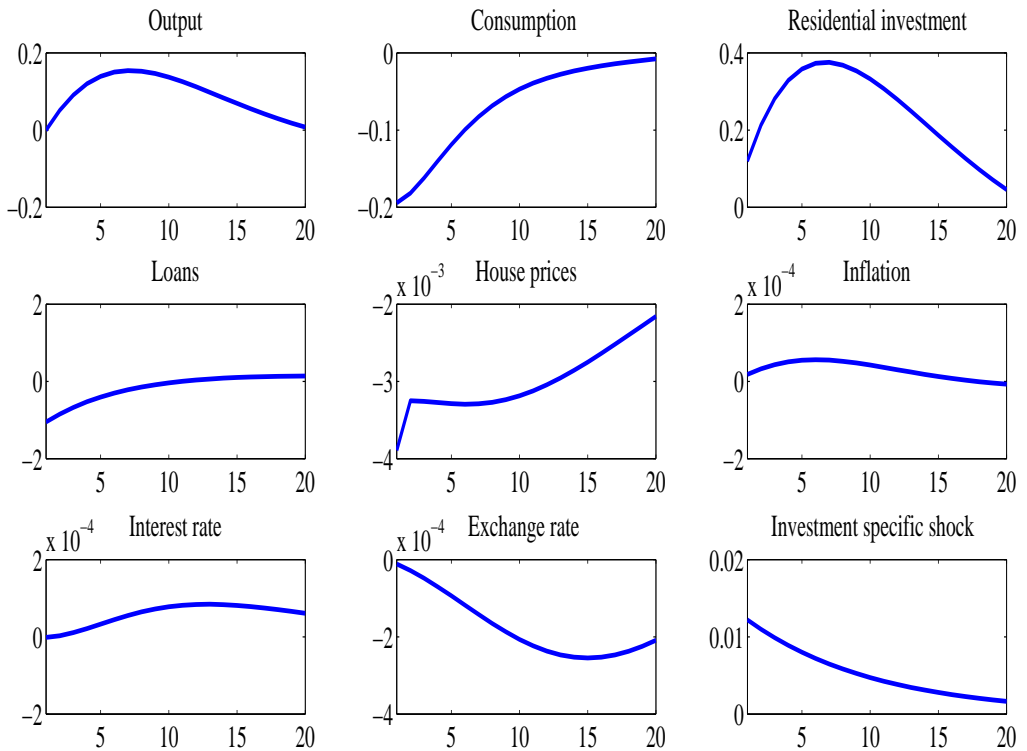 Output Consumption Residential investment
0.2 0 0.4
0 −0.1 0.2
−0.2 −0.2 0
5 10 15 20 5 10 15 20 5 10 15 20
Loans House prices Inflation
x 10−3 x 10−4
2 −2 2
0 −3 0
−2 −4 −2
5 10 15 20 5 10 15 20 5 10 15 20
Interest rate Exchange rate Investment specific shock
x 10−4 x 10−4
2 0 0.02
0 −2 0.01
−2 −4 0
5 10 15 20 5 10 15 20 5 10 15 20